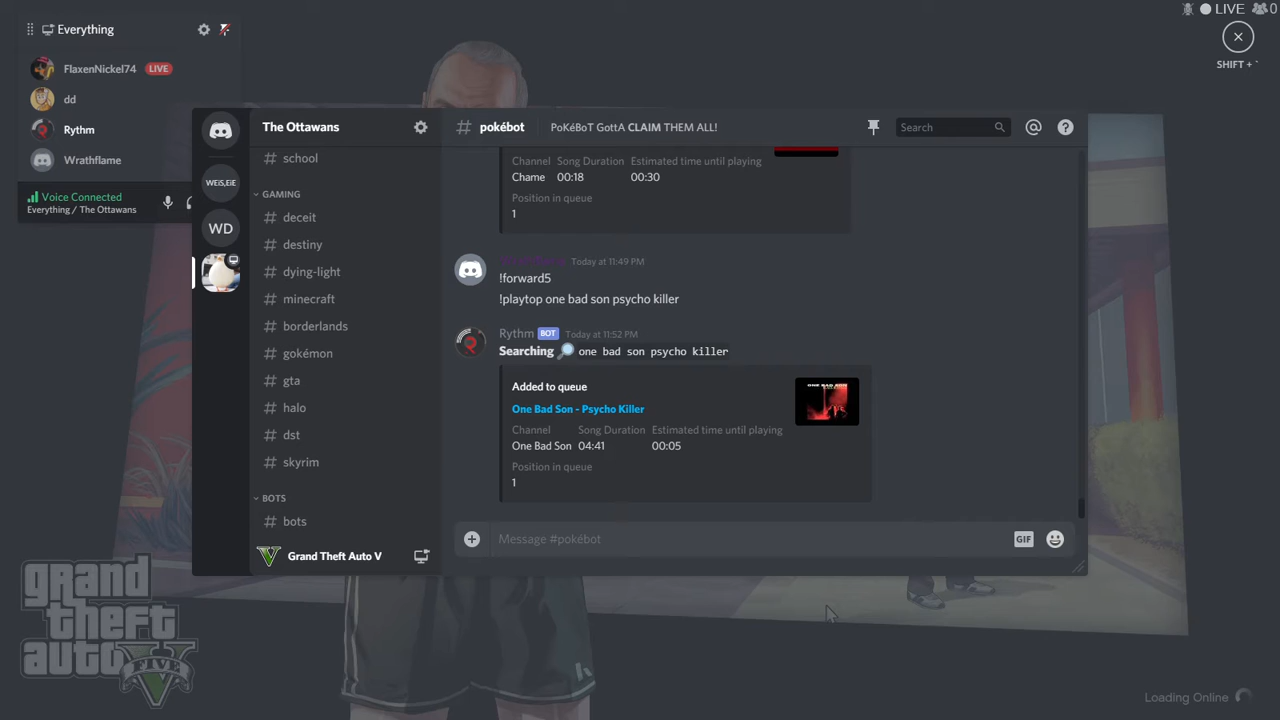 LIVE 0
SHIFT + `
Everything
FlaxenNickel74 LIVE
dd
Rythm
Wrathflame
Voice Connected
Everything / The Ottawans
WEiS,EiE
WD
The Ottawans
school
GAMING
# deceit
# destiny
# dying-light
# minecraft
# borderlands
# gokémon
# gta
# halo
# dst
# skyrim
BOTS
# bots
Grand Theft Auto V
# pokébot PoKéBoT GottA CLAIM THEM ALL!
Search
Channel Song Duration Estimated time until playing
Chame 00:18 00:30
Position in queue
1
Today at 11:49 PM
!forward5
!playtop one bad son psycho killer
Rythm BOT Today at 11:52 PM
Searching one bad son psycho killer
Added to queue
One Bad Son - Psycho Killer
Channel Song Duration Estimated time until playing
One Bad Son 04:41 00:05
Position in queue
1
ONE BAD SON
Message #pokébot
GIF
grand
theft
auto
FIVE
Loading Online